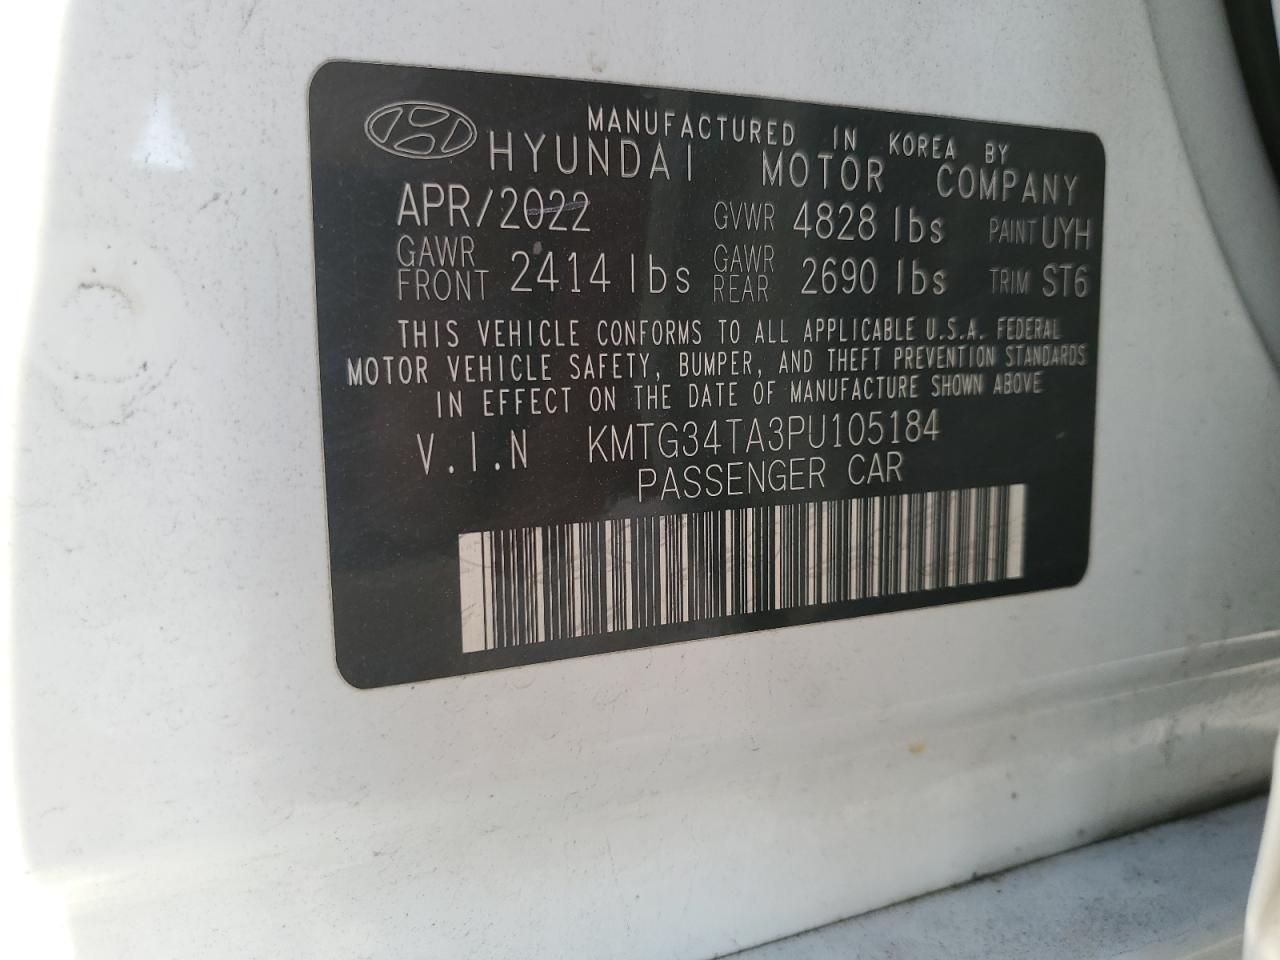 MANUFACTURED IN KOREA BY
HYUNDAI MOTOR COMPANY
APR/2022 GVWR 4828 lbs PAINT UYH
GAWR FRONT 2414 lbs GAWR REAR 2690 lbs TRIM ST6
THIS VEHICLE CONFORMS TO ALL APPLICABLE U.S.A. FEDERAL
MOTOR VEHICLE SAFETY, BUMPER, AND THEFT PREVENTION STANDARDS
IN EFFECT ON THE DATE OF MANUFACTURE SHOWN ABOVE
V.I.N KMTG34TA3PU105184
PASSENGER CAR